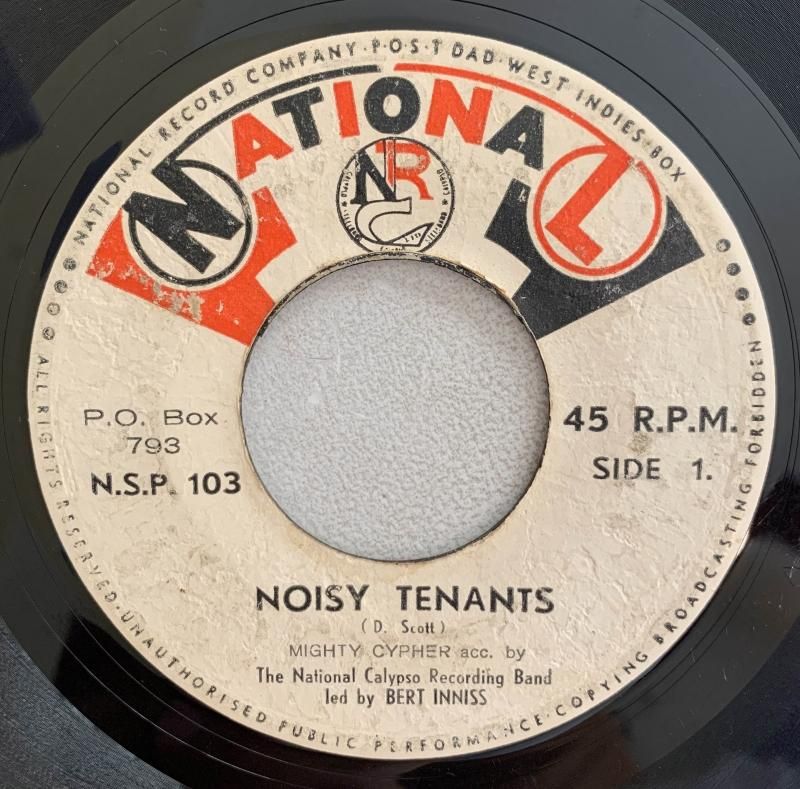 NATIONAL RECORD COMPANY · P·O·S·T DAD·WEST INDIES·BOX
NATIONAL
NRC
CALYPSO
P.O. Box
793
N.S.P. 103
45 R.P.M.
SIDE 1.
NOISY TENANTS
(D. Scott)
MIGHTY CYPHER acc. by
The National Calypso Recording Band
led by BERT INNISS
ALL RIGHTS RESERVED·UNAUTHORISED PUBLIC PERFORMANCE·COPYING BROADCASTING FORBIDDEN